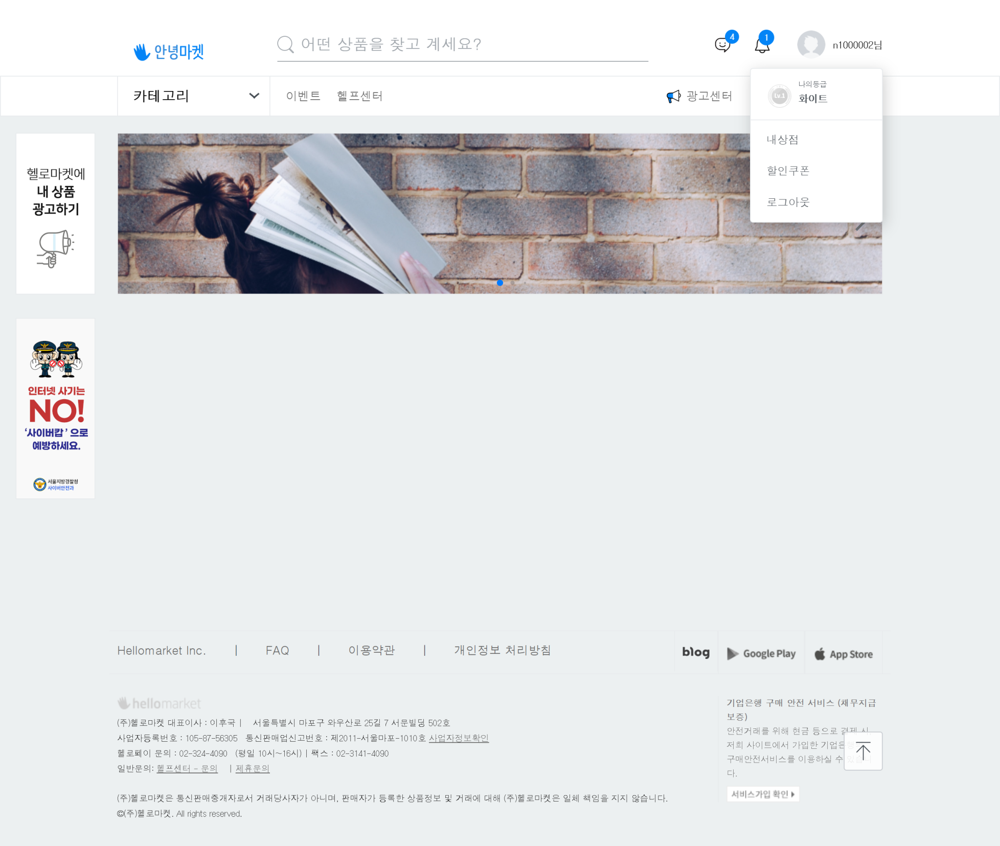 안녕마켓
어떤 상품을 찾고 계세요?
4
1
n1000002님
카테고리
이벤트
헬프센터
광고센터
Lv.1
나의등급
화이트
내상점
할인쿠폰
로그아웃
헬로마켓에
내 상품
광고하기
인터넷 사기는
NO!
‘사이버캅’ 으로
예방하세요.
서울지방경찰청
사이버안전과
Hellomarket Inc. | FAQ | 이용약관 | 개인정보 처리방침
blog
Google Play
App Store
hellomarket
(주)헬로마켓 대표이사 : 이후국 | 서울특별시 마포구 와우산로 25길 7 서문빌딩 502호
사업자등록번호 : 105-87-56305 통신판매업신고번호 : 제2011-서울마포-1010호 사업자정보확인
헬로페이 문의 : 02-324-4090 (평일 10시~16시) | 팩스 : 02-3141-4090
일반문의: 헬프센터 - 문의 | 제휴문의
(주)헬로마켓은 통신판매중개자로서 거래당사자가 아니며, 판매자가 등록한 상품정보 및 거래에 대해 (주)헬로마켓은 일체 책임을 지지 않습니다.
©(주)헬로마켓. All rights reserved.
기업은행 구매 안전 서비스 (채무지급
보증)
안전거래를 위해 현금 등으로 결제 시,
저희 사이트에서 가입한 기업은행
구매안전서비스를 이용하실 수 있습니
다.
서비스가입 확인